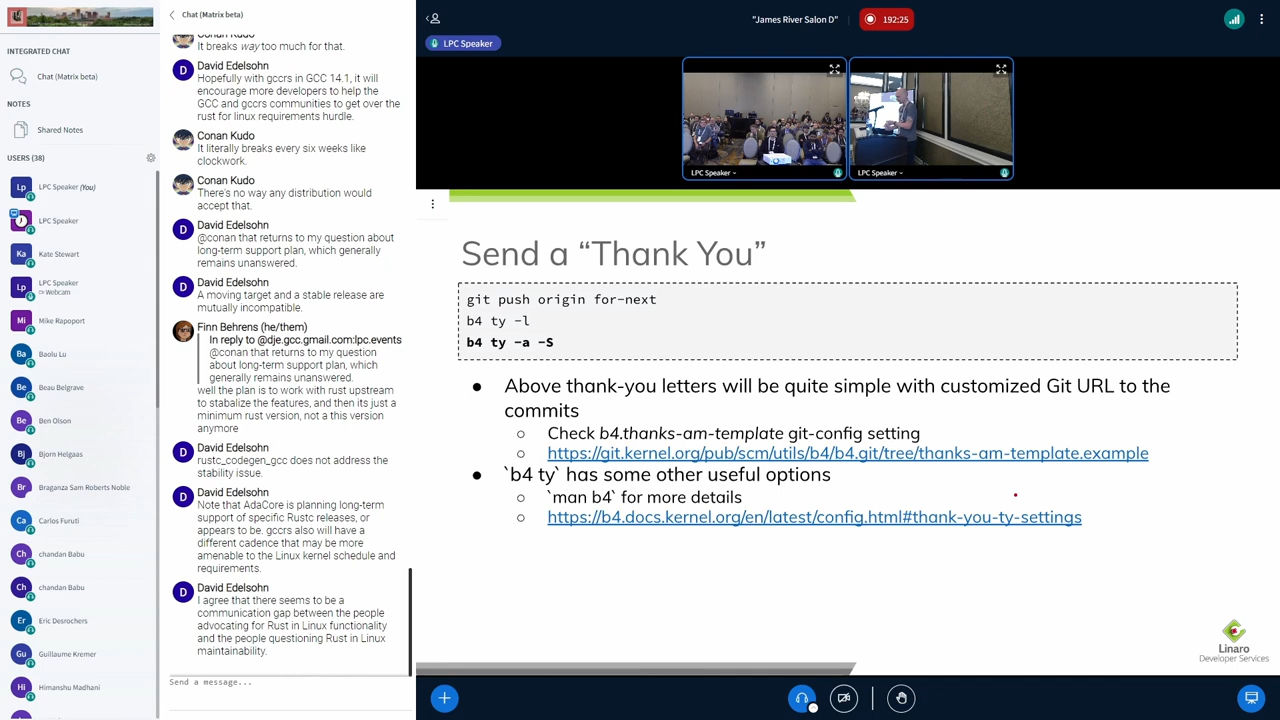 INTEGRATED CHAT
Chat (Matrix beta)
NOTES
Shared Notes
USERS (38)
Lp LPC Speaker (You)
LPC Speaker
Ka Kate Stewart
Lp LPC Speaker
Webcam
Mi Mike Rapoport
Ba Baolu Lu
Be Beau Belgrave
Be Ben Olson
Bj Bjorn Helgaas
Br Braganza Sam Roberts Noble
Ca Carlos Furuti
Ch chandan Babu
Ch chandan Babu
Er Eric Desrochers
Gu Guillaume Kremer
Hi Himanshu Madhani
Chat (Matrix beta)
Conan Kudo
It breaks way too much for that.
D David Edelsohn
Hopefully with gccrs in GCC 14.1, it will
encourage more developers to help the
GCC and gccrs communities to get over the
rust for linux requirements hurdle.
Conan Kudo
It literally breaks every six weeks like
clockwork.
Conan Kudo
There's no way any distribution would
accept that.
D David Edelsohn
@conan that returns to my question about
long-term support plan, which generally
remains unanswered.
D David Edelsohn
A moving target and a stable release are
mutually incompatible.
Finn Behrens (he/them)
In reply to @dje.gcc.gmail.com:lpc.events
@conan that returns to my question
about long-term support plan, which
generally remains unanswered.
well the plan is to work with rust upstream
to stabalize the features, and then its just a
minimum rust version, not a this version
anymore
D David Edelsohn
rustc_codegen_gcc does not address the
stability issue.
D David Edelsohn
Note that AdaCore is planning long-term
support of specific Rustc releases, or
appears to be. gccrs also will have a
different cadence that may be more
amenable to the Linux kernel schedule and
requirements.
D David Edelsohn
I agree that there seems to be a
communication gap between the people
advocating for Rust in Linux functionality
and the people questioning Rust in Linux
maintainability.
Send a message...
"James River Salon D"
192:25
LPC Speaker
LPC Speaker
LPC Speaker
Send a “Thank You”
git push origin for-next
b4 ty -l
b4 ty -a -S
● Above thank-you letters will be quite simple with customized Git URL to the
commits
○ Check b4.thanks-am-template git-config setting
○ https://git.kernel.org/pub/scm/utils/b4/b4.git/tree/thanks-am-template.example
● `b4 ty` has some other useful options
○ `man b4` for more details
○ https://b4.docs.kernel.org/en/latest/config.html#thank-you-ty-settings
Linaro
Developer Services